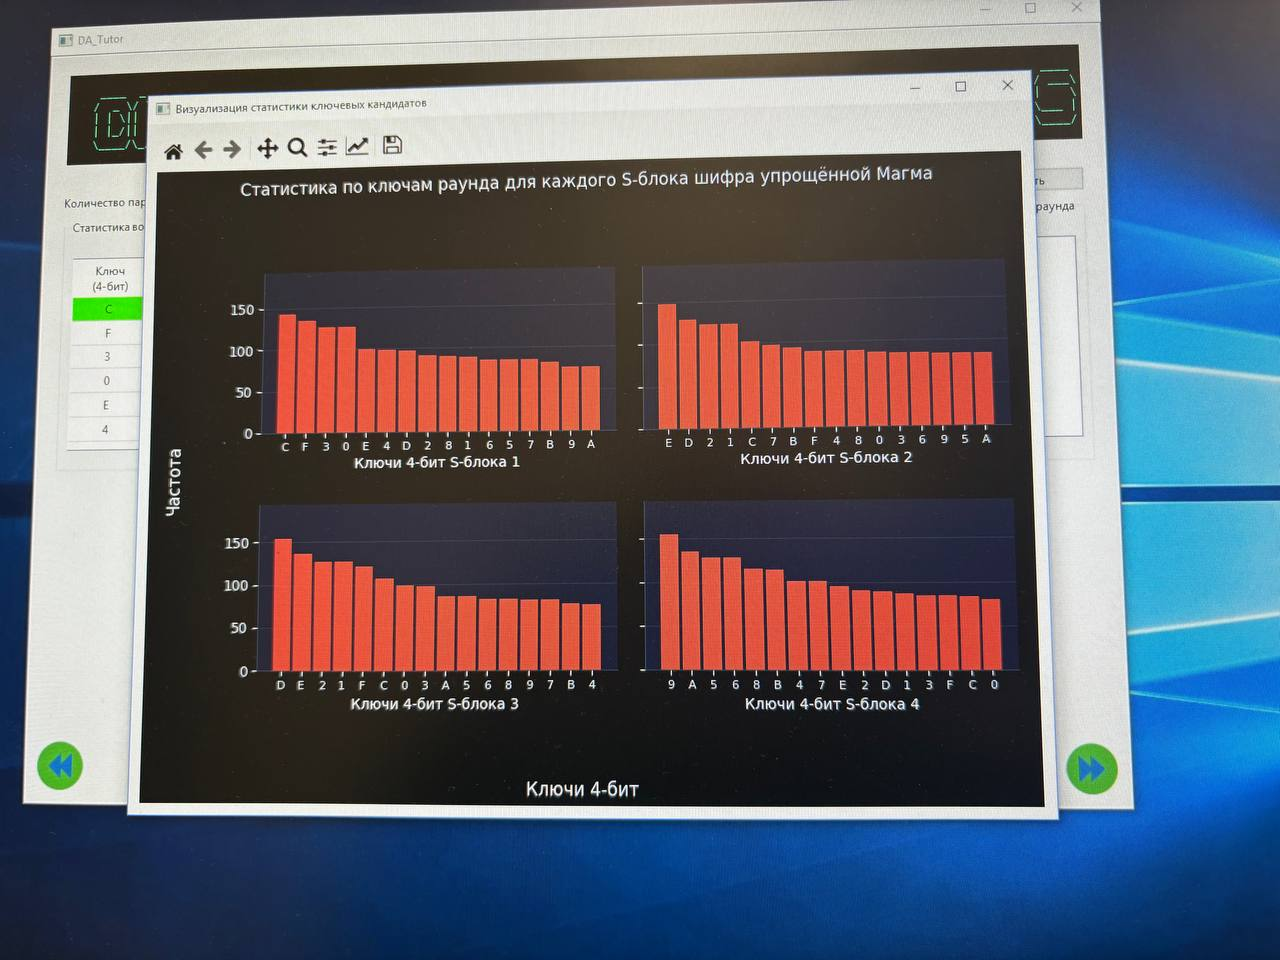 DA_Tutor
Визуализация статистики ключевых кандидатов
Статистика по ключам раунда для каждого S-блока шифра упрощённой Магма
ть
Количество пар
раунда
Статистика во
Ключ
(4-бит)
C
F
3
0
E
4
Частота
150
100
50
0
C F 3 0 E 4 D 2 8 1 6 5 7 B 9 A
Ключи 4-бит S-блока 1
E D 2 1 C 7 B F 4 8 0 3 6 9 5 A
Ключи 4-бит S-блока 2
150
100
50
0
D E 2 1 F C 0 3 A 5 6 8 9 7 B 4
Ключи 4-бит S-блока 3
9 A 5 6 8 B 4 7 E 2 D 1 3 F C 0
Ключи 4-бит S-блока 4
Ключи 4-бит